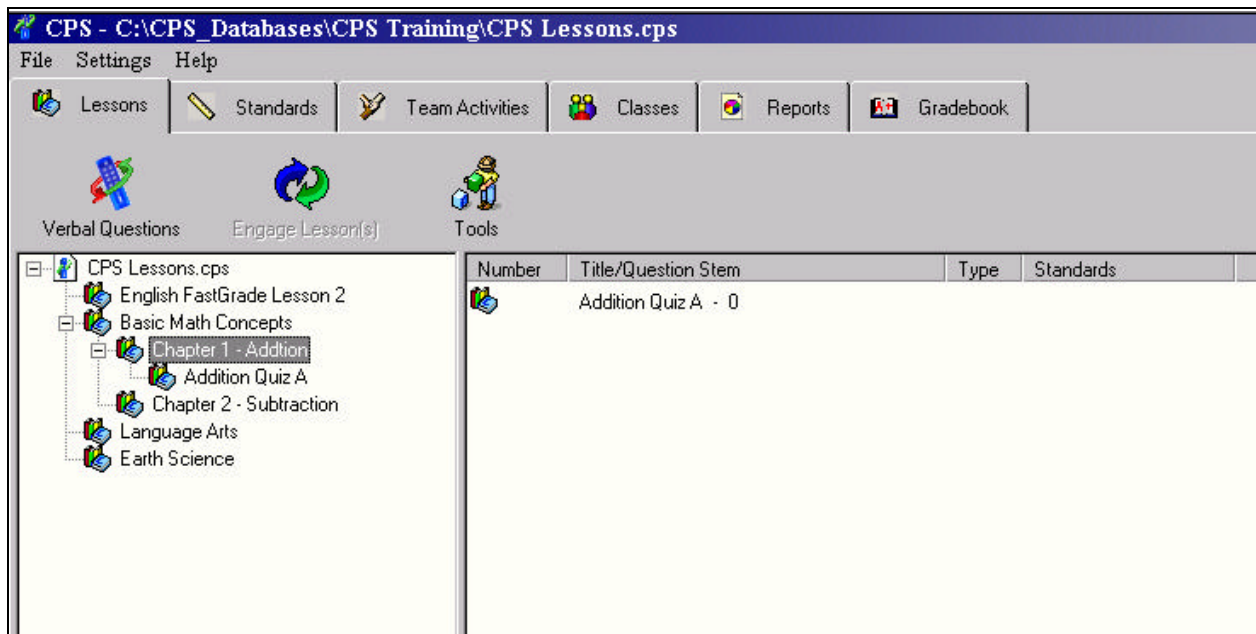 CPS - C:\CPS_Databases\CPS Training\CPS Lessons.cps
File Settings Help
Lessons Standards Team Activities Classes Reports A+ Gradebook
Verbal Questions Engage Lesson(s) Tools
CPS Lessons.cps
English FastGrade Lesson 2
Basic Math Concepts
Chapter 1 - Addtion
Addition Quiz A
Chapter 2 - Subtraction
Language Arts
Earth Science
Number Title/Question Stem Type Standards
Addition Quiz A - 0